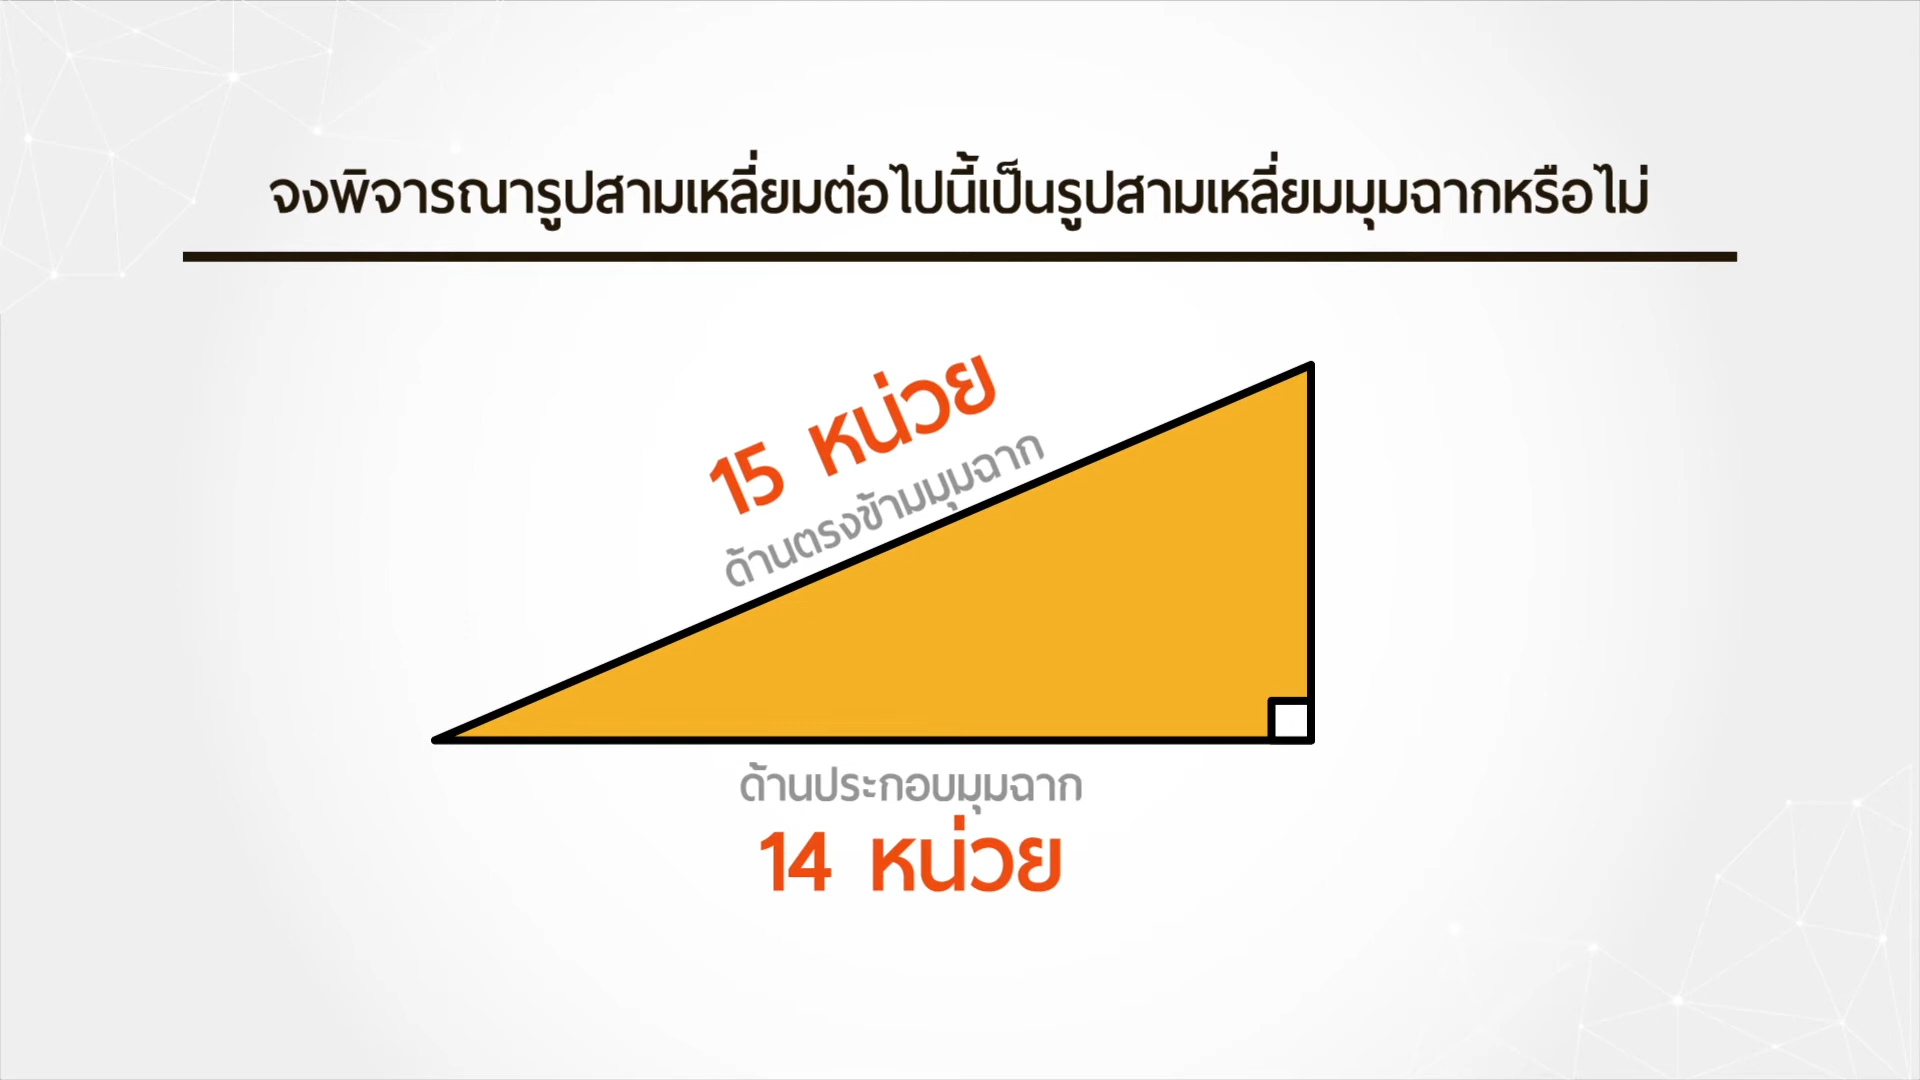 จงพิจารณารูปสามเหลี่ยมต่อไปนี้เป็นรูปสามเหลี่ยมมุมฉากหรือไม่
15 หน่วย
ด้านตรงข้ามมุมฉาก
ด้านประกอบมุมฉาก
14 หน่วย